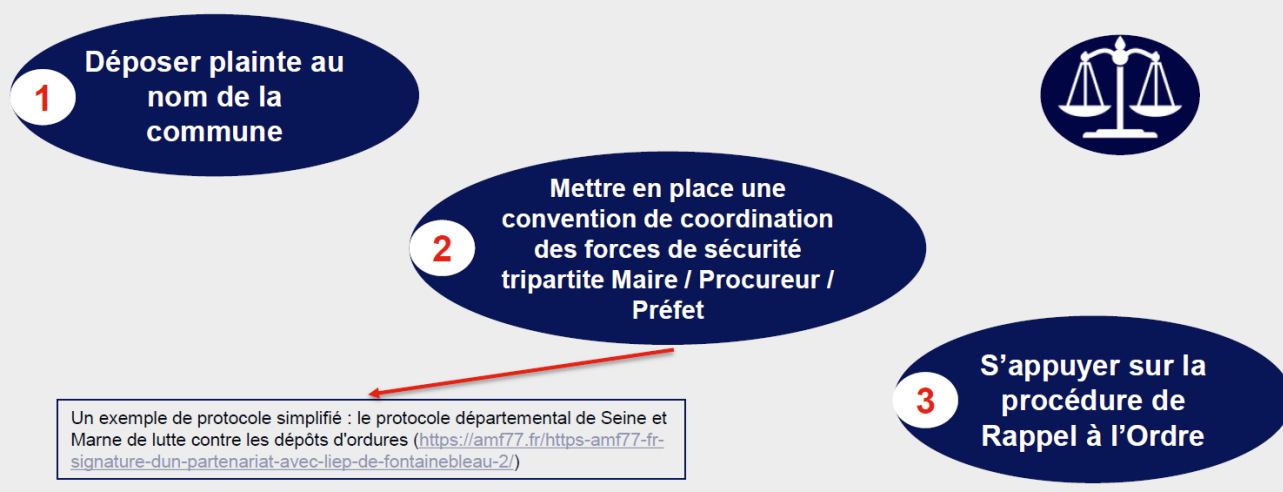 Déposer plainte au
nom de la
commune
1
Mettre en place une
convention de coordination
des forces de sécurité
tripartite Maire / Procureur /
Préfet
2
S'appuyer sur la
procédure de
Rappel à l'Ordre
3
Un exemple de protocole simplifié : le protocole départemental de Seine et
Marne de lutte contre les dépôts d'ordures (https://amf77.fr/https-amf77-fr-
signature-dun-partenariat-avec-liep-de-fontainebleau-2/)